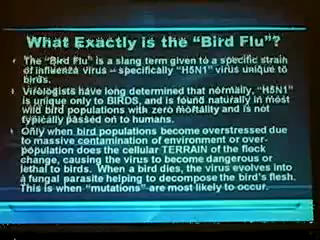 What Exactly is the "Bird Flu"?
The "Bird Flu" is a slang term given to a specific strain
of influenza virus – specifically "H5N1" virus unique to
birds.
Virologists have long determined that normally, "H5N1"
is unique only to BIRDS, and is found naturally in most
wild bird populations with zero mortality and is not
typically passed on to humans.
Only when bird populations become overstressed due
to massive contamination of environment or over-
population does the cellular TERRAIN of the flock
change, causing the virus to become dangerous or
lethal to birds. When a bird dies, the virus evolves into
a fungal parasite helping to decompose the bird's flesh.
This is when "mutations" are most likely to occur.